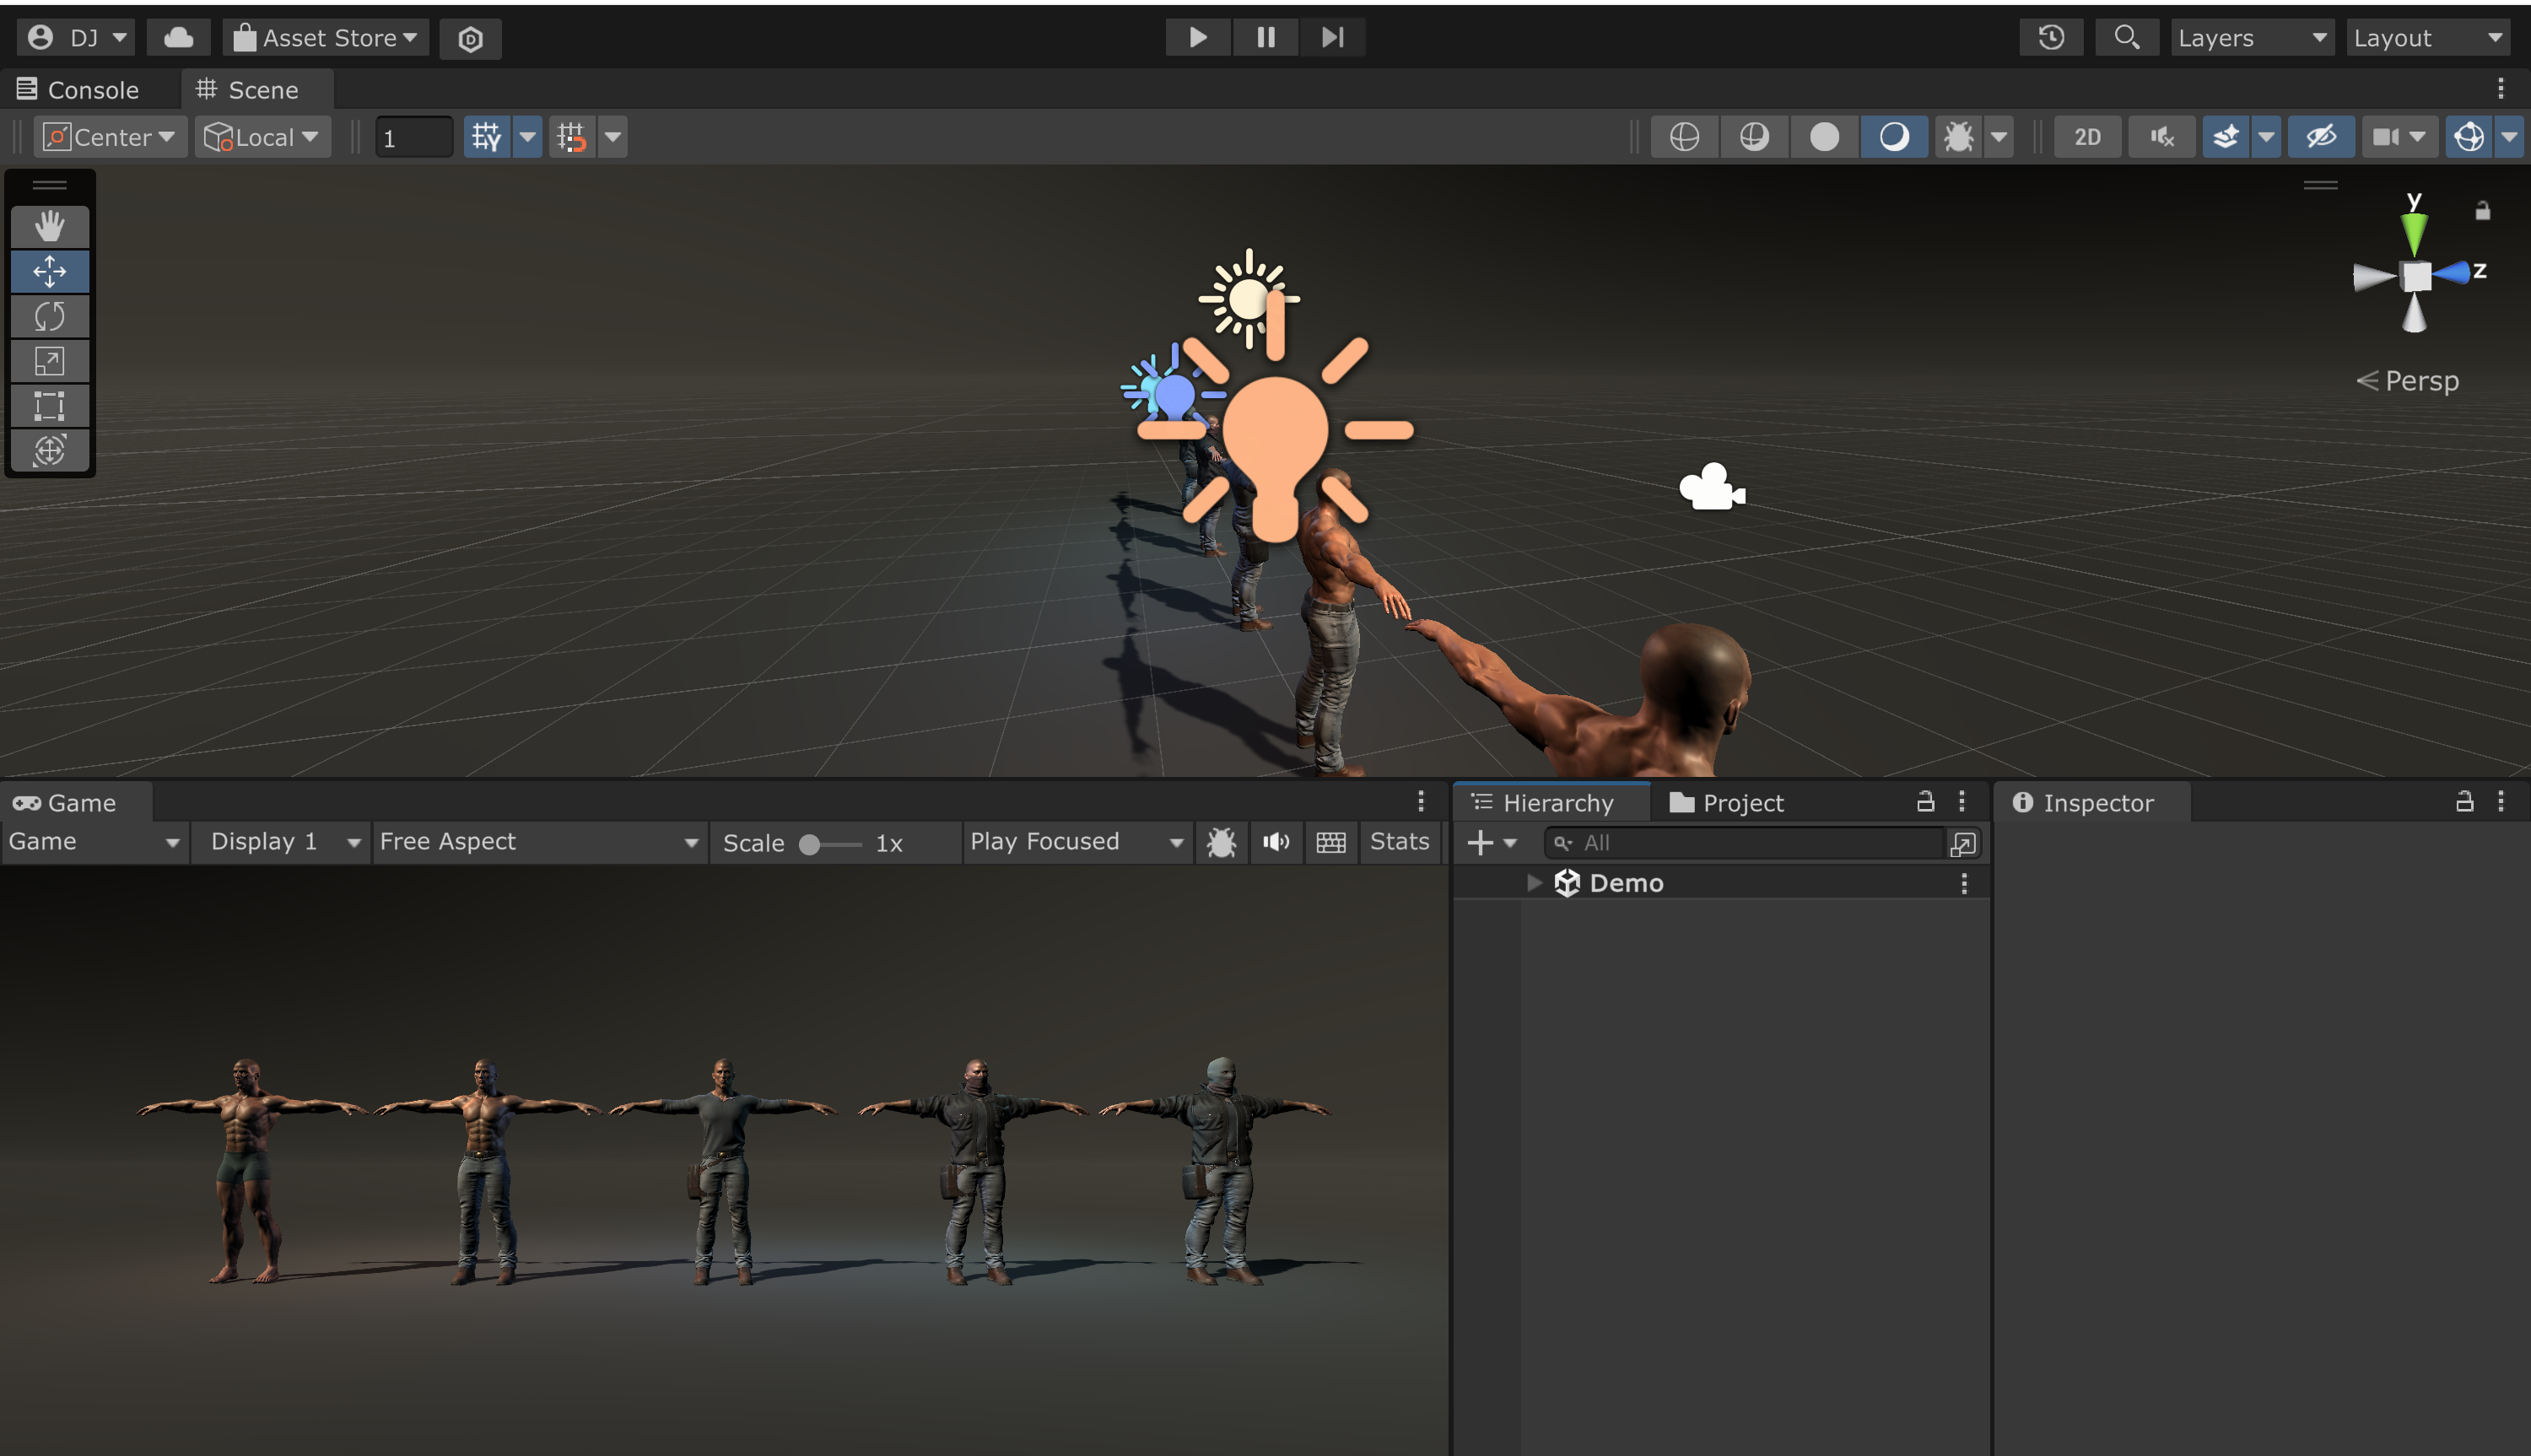 DJ Asset Store Layers Layout
Console Scene
Center Local 1 2D
y
z
Persp
Game Hierarchy Project Inspector
Game Display 1 Free Aspect Scale 1x Play Focused Stats All
Demo